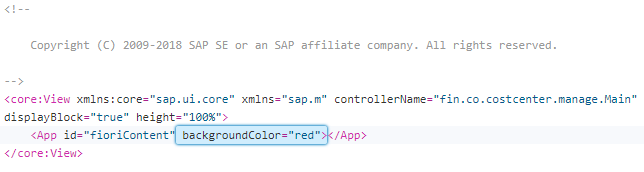 <!--
Copyright (C) 2009-2018 SAP SE or an SAP affiliate company. All rights reserved.
-->
<core:View xmlns:core="sap.ui.core" xmlns="sap.m" controllerName="fin.co.costcenter.manage.Main"
displayBlock="true" height="100%">
<App id="fioriContent" backgroundColor="red"></App>
</core:View>